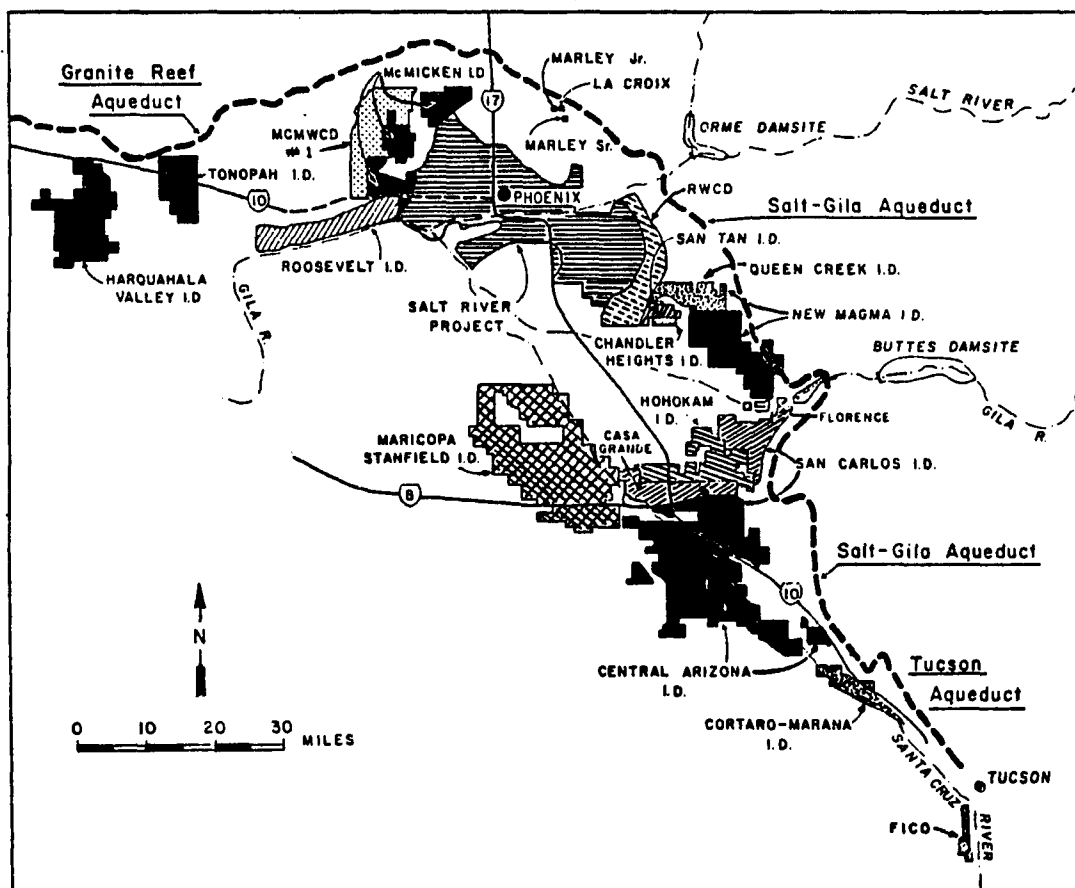 Granite Reef
Aqueduct
McMICKEN I.D
17
MARLEY Jr.
LA CROIX
MARLEY Sr.
SALT RIVER
ORME DAMSITE
MCMWCD
# 1
TONOPAH I.D.
10
PHOENIX
RWCD
Salt-Gila Aqueduct
SAN TAN I.D.
QUEEN CREEK I.D.
HARQUAHALA
VALLEY I.D
ROOSEVELT I.D.
GILA R.
SALT RIVER
PROJECT
NEW MAGMA I.D.
CHANDLER
HEIGHTS I.D.
BUTTES DAMSITE
HOHOKAM
I.D.
FLORENCE
GILA R.
MARICOPA
STANFIELD I.D.
CASA
GRANDE
SAN CARLOS I.D.
8
Salt-Gila Aqueduct
10
N
CENTRAL ARIZONA
I.D.
Tucson
Aqueduct
CORTARO-MARANA
I.D.
0 10 20 30
MILES
SANTA CRUZ
RIVER
TUCSON
FICO